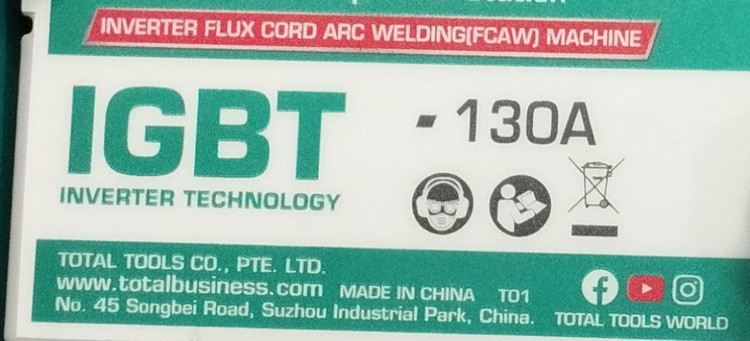 INVERTER FLUX CORD ARC WELDING(FCAW) MACHINE
IGBT
- 130A
INVERTER TECHNOLOGY
TOTAL TOOLS CO., PTE. LTD.
www.totalbusiness.com MADE IN CHINA T01
No. 45 Songbei Road, Suzhou Industrial Park, China. TOTAL TOOLS WORLD